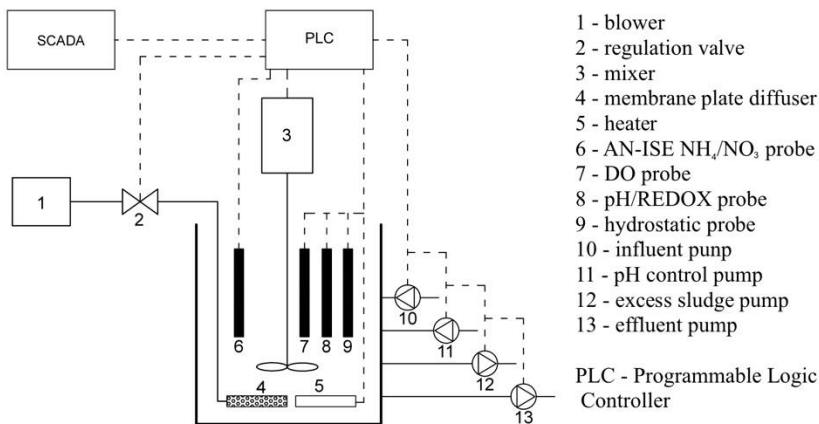 SCADA
PLC
3
1
2
6
7
8
9
4
5
10
11
12
13
1 - blower
2 - regulation valve
3 - mixer
4 - membrane plate diffuser
5 - heater
6 - AN-ISE NH₄/NO₃ probe
7 - DO probe
8 - pH/REDOX probe
9 - hydrostatic probe
10 - influent punp
11 - pH control pump
12 - excess sludge pump
13 - effluent pump
PLC - Programmable Logic
Controller